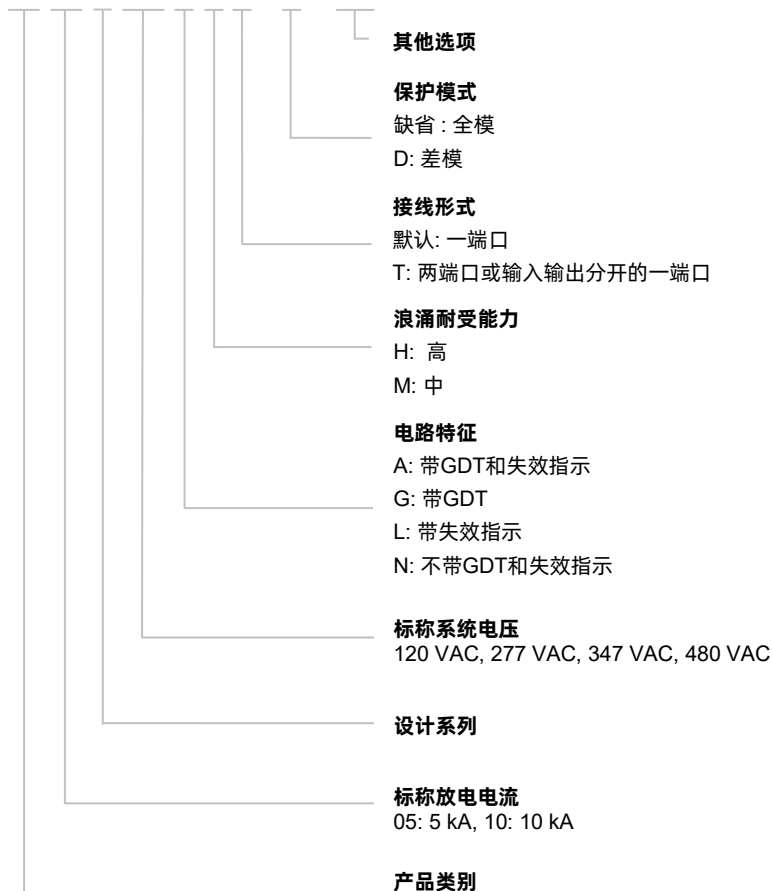 其他选项
保护模式
缺省 : 全模
D: 差模
接线形式
默认: 一端口
T: 两端口或输入输出分开的一端口
浪涌耐受能力
H: 高
M: 中
电路特征
A: 带GDT和失效指示
G: 带GDT
L: 带失效指示
N: 不带GDT和失效指示
标称系统电压
120 VAC, 277 VAC, 347 VAC, 480 VAC
设计系列
标称放电电流
05: 5 kA, 10: 10 kA
产品类别